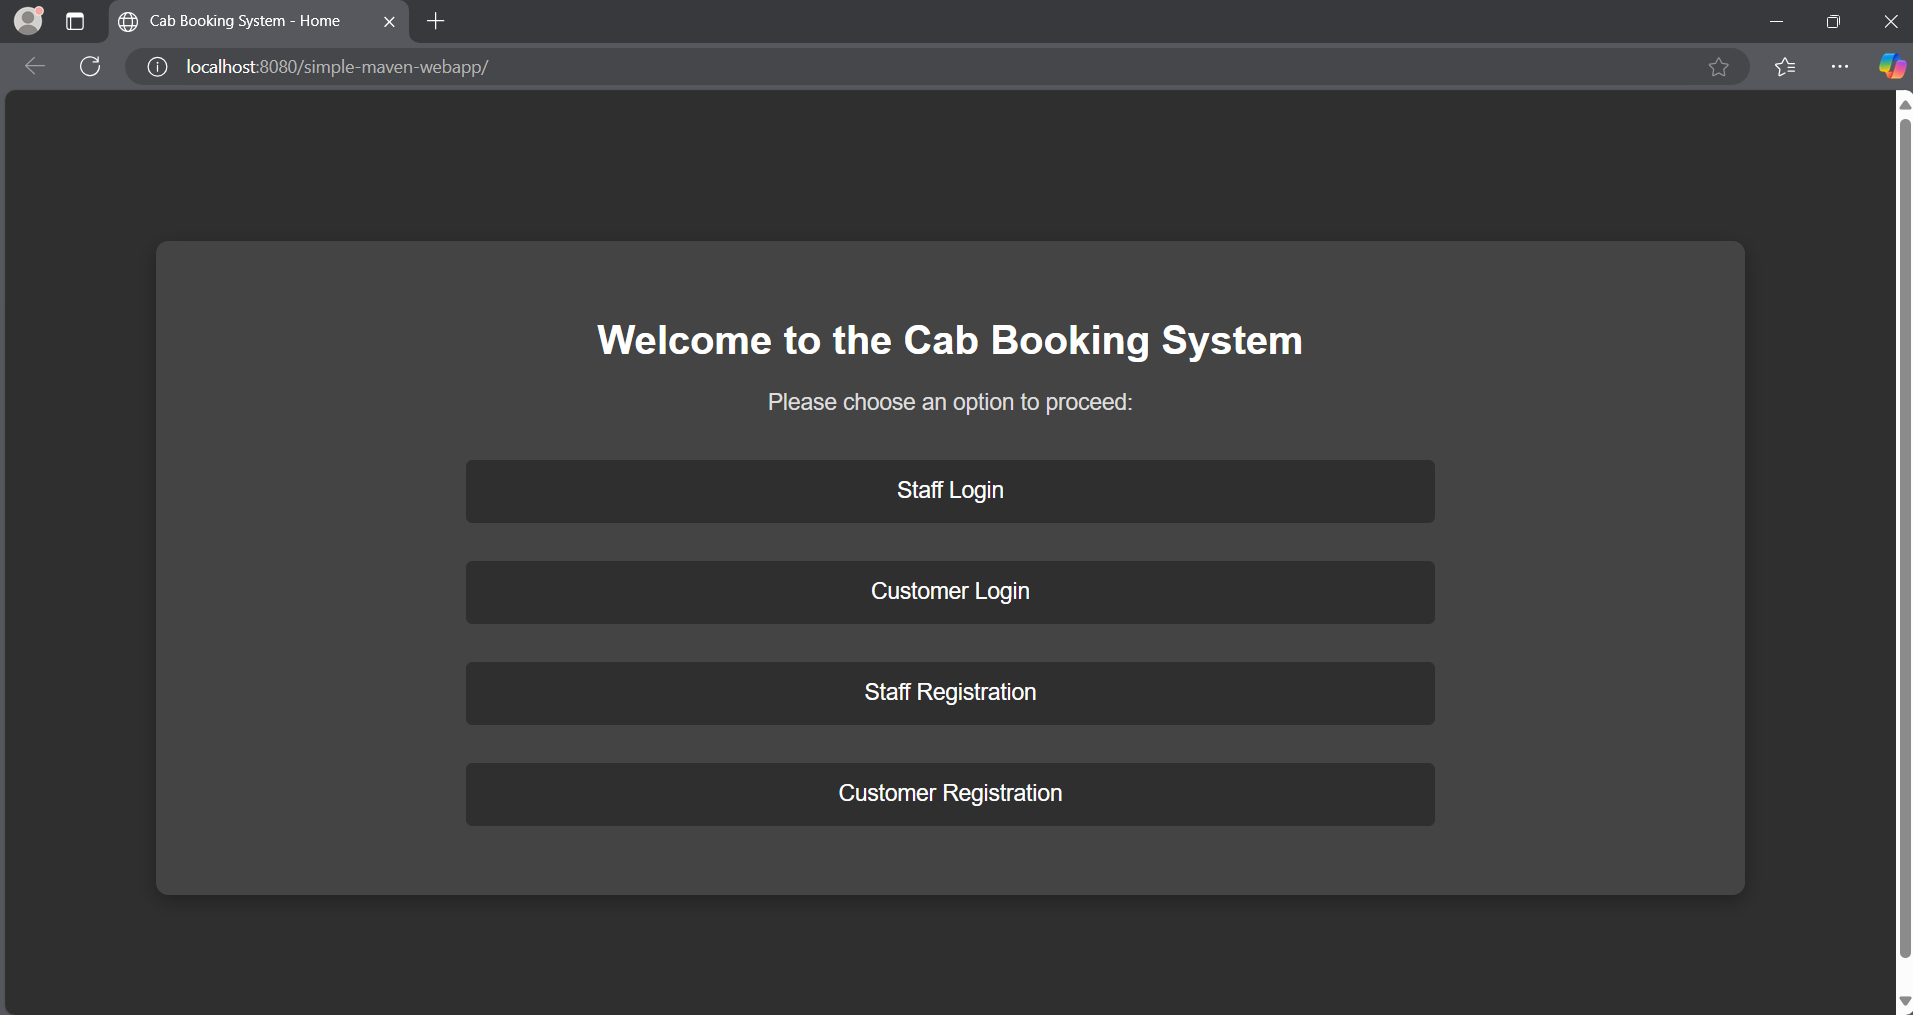 Cab Booking System - Home
localhost:8080/simple-maven-webapp/
Welcome to the Cab Booking System
Please choose an option to proceed:
Staff Login
Customer Login
Staff Registration
Customer Registration